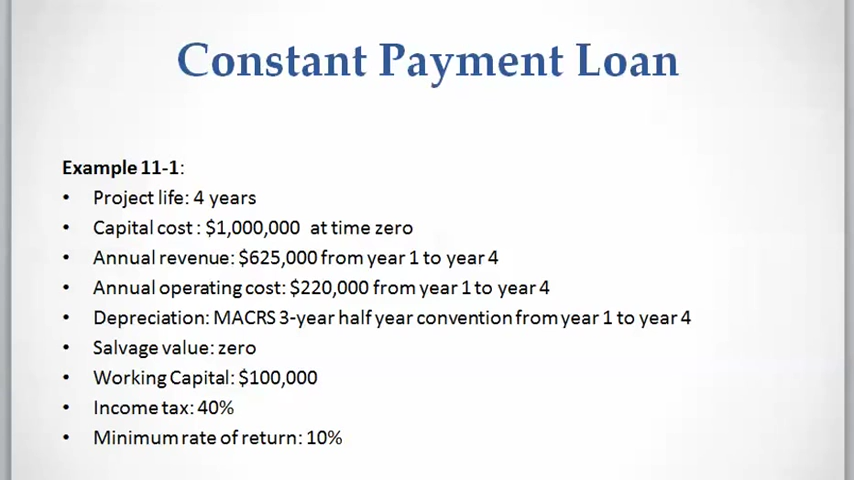 Constant Payment Loan
Example 11-1:
• Project life: 4 years
• Capital cost : $1,000,000 at time zero
• Annual revenue: $625,000 from year 1 to year 4
• Annual operating cost: $220,000 from year 1 to year 4
• Depreciation: MACRS 3-year half year convention from year 1 to year 4
• Salvage value: zero
• Working Capital: $100,000
• Income tax: 40%
• Minimum rate of return: 10%